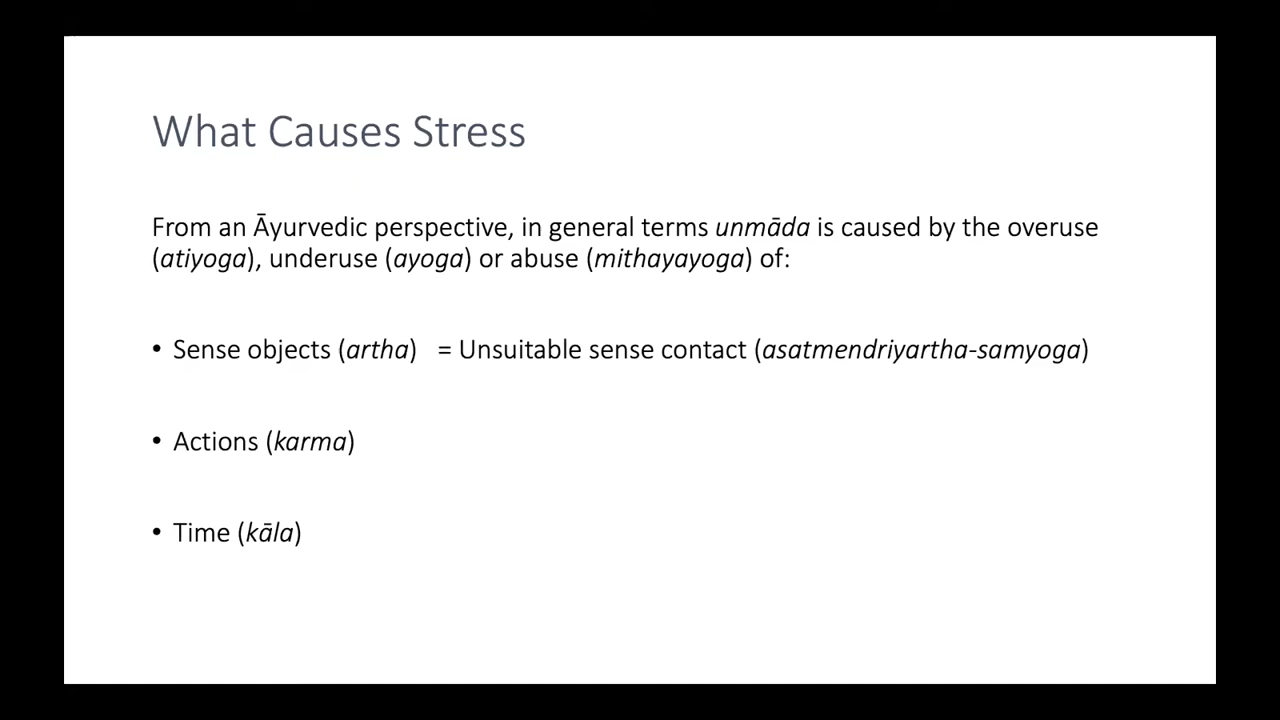 What Causes Stress
From an Āyurvedic perspective, in general terms unmāda is caused by the overuse
(atiyoga), underuse (ayoga) or abuse (mithayayoga) of:
• Sense objects (artha) = Unsuitable sense contact (asatmendriyartha-samyoga)
• Actions (karma)
• Time (kāla)